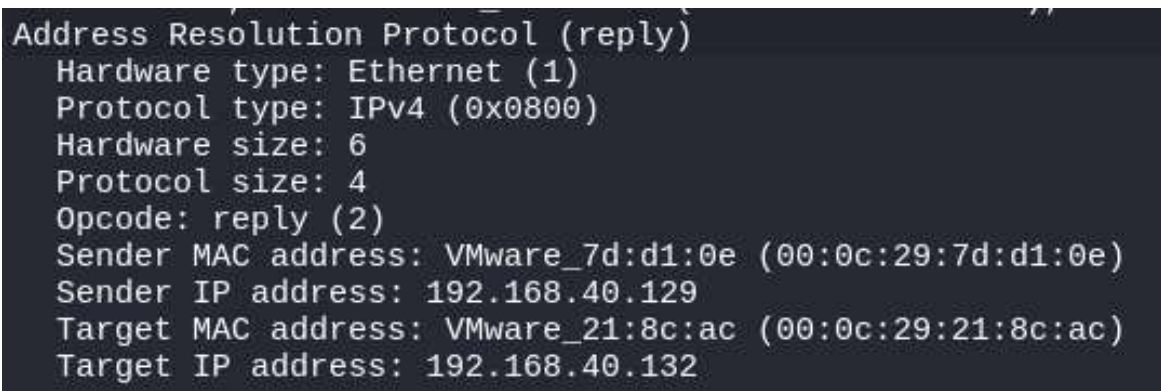 Address Resolution Protocol (reply)
Hardware type: Ethernet (1)
Protocol type: IPv4 (0x0800)
Hardware size: 6
Protocol size: 4
Opcode: reply (2)
Sender MAC address: VMware_7d:d1:0e (00:0c:29:7d:d1:0e)
Sender IP address: 192.168.40.129
Target MAC address: VMware_21:8c:ac (00:0c:29:21:8c:ac)
Target IP address: 192.168.40.132